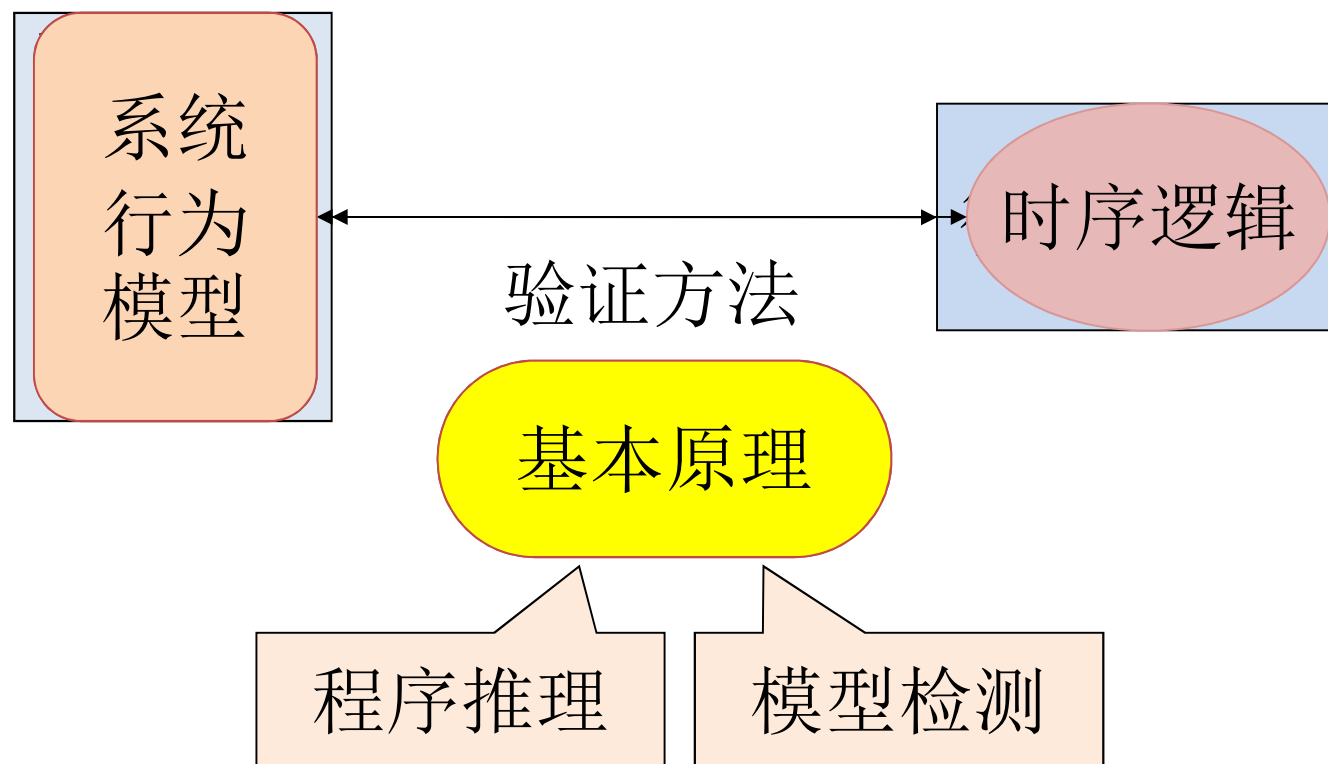 系统
行为
模型
时序逻辑
验证方法
基本原理
程序推理
模型检测